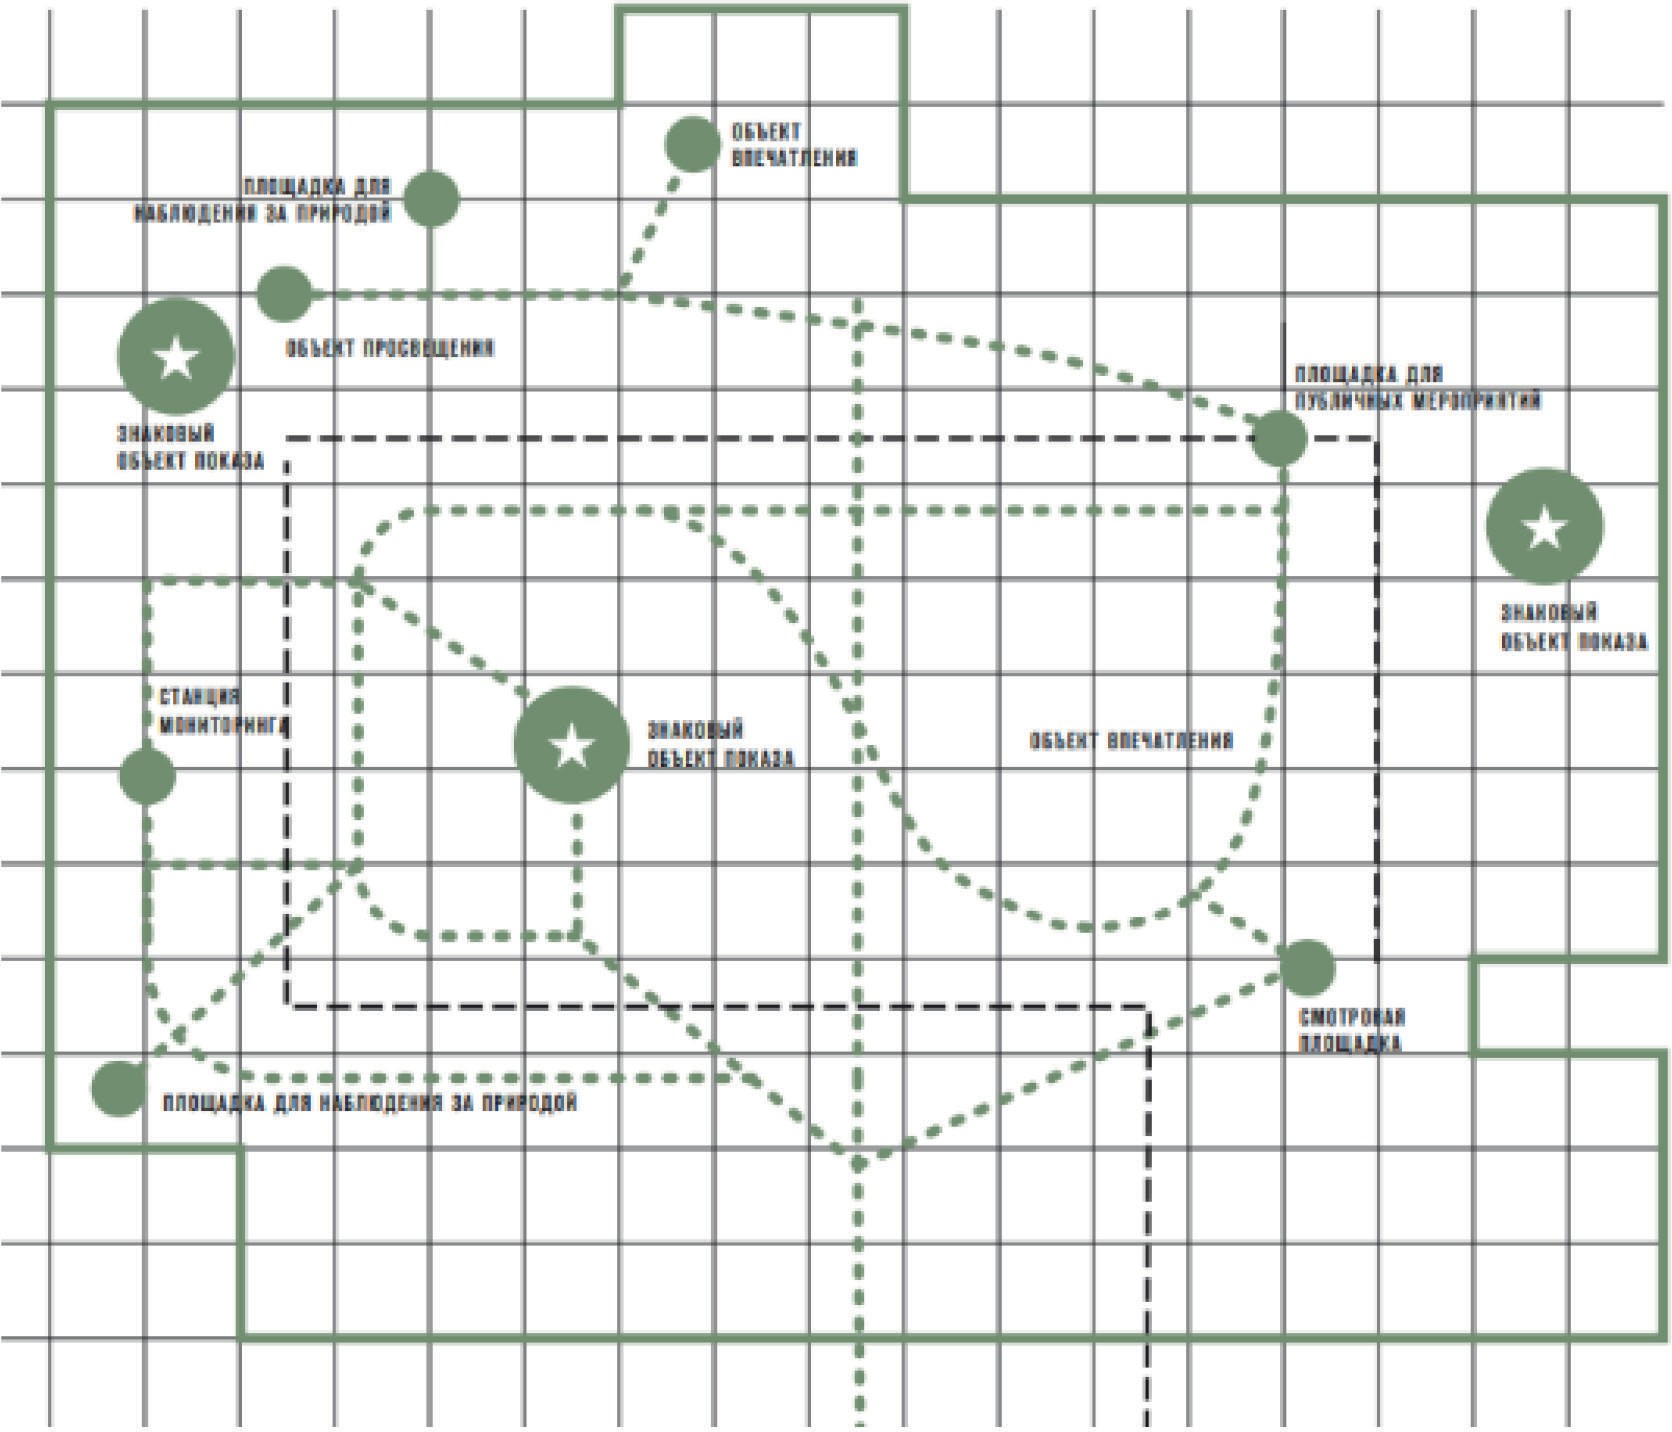 ОБЪЕКТ
ВПЕЧАТЛЕНИЯ
ПЛОЩАДКА ДЛЯ
НАБЛЮДЕНИЯ ЗА ПРИРОДОЙ
ОБЪЕКТ ПРОСВЕЩЕНИЯ
ПЛОЩАДКА ДЛЯ
ПУБЛИЧНЫХ МЕРОПРИЯТИЙ
ЗНАКОВЫЙ
ОБЪЕКТ ПОКАЗА
ЗНАКОВЫЙ
ОБЪЕКТ ПОКАЗА
СТАНЦИЯ
МОНИТОРИНГА
ЗНАКОВЫЙ
ОБЪЕКТ ПОКАЗА
ОБЪЕКТ ВПЕЧАТЛЕНИЯ
СМОТРОВАЯ
ПЛОЩАДКА
ПЛОЩАДКА ДЛЯ НАБЛЮДЕНИЯ ЗА ПРИРОДОЙ